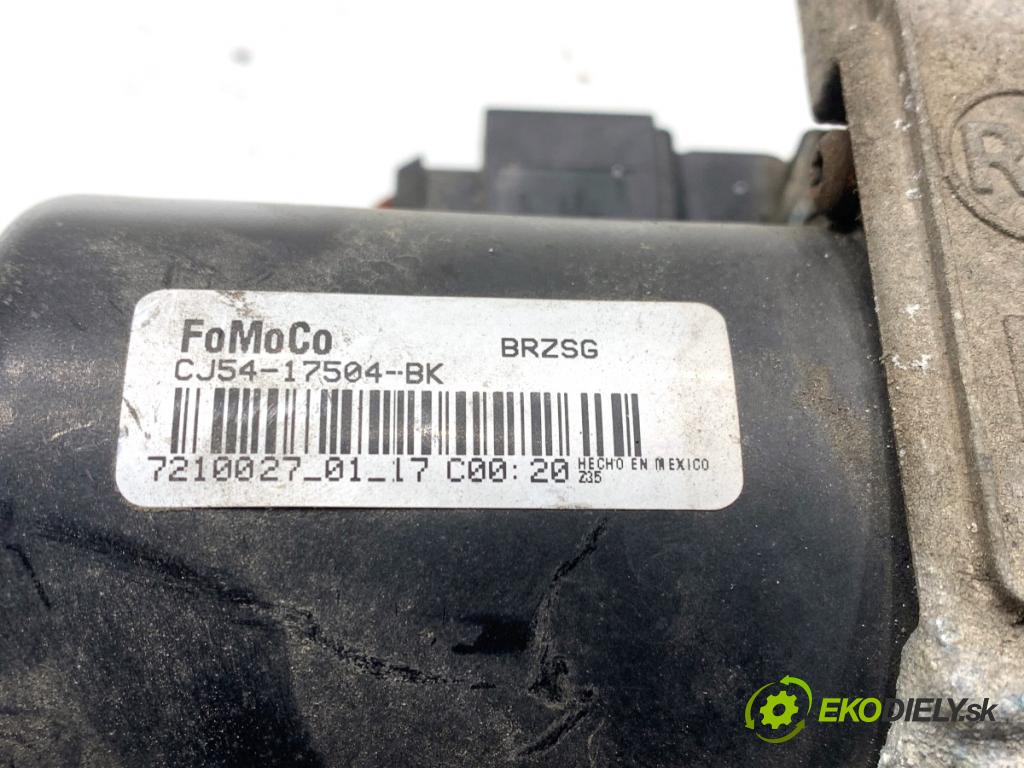 FoMoCo
BRZSG
CJ54-17504-BK
7210027_01_17 C00:20
HECHO EN MEXICO
Z35
EKODIELY.sk